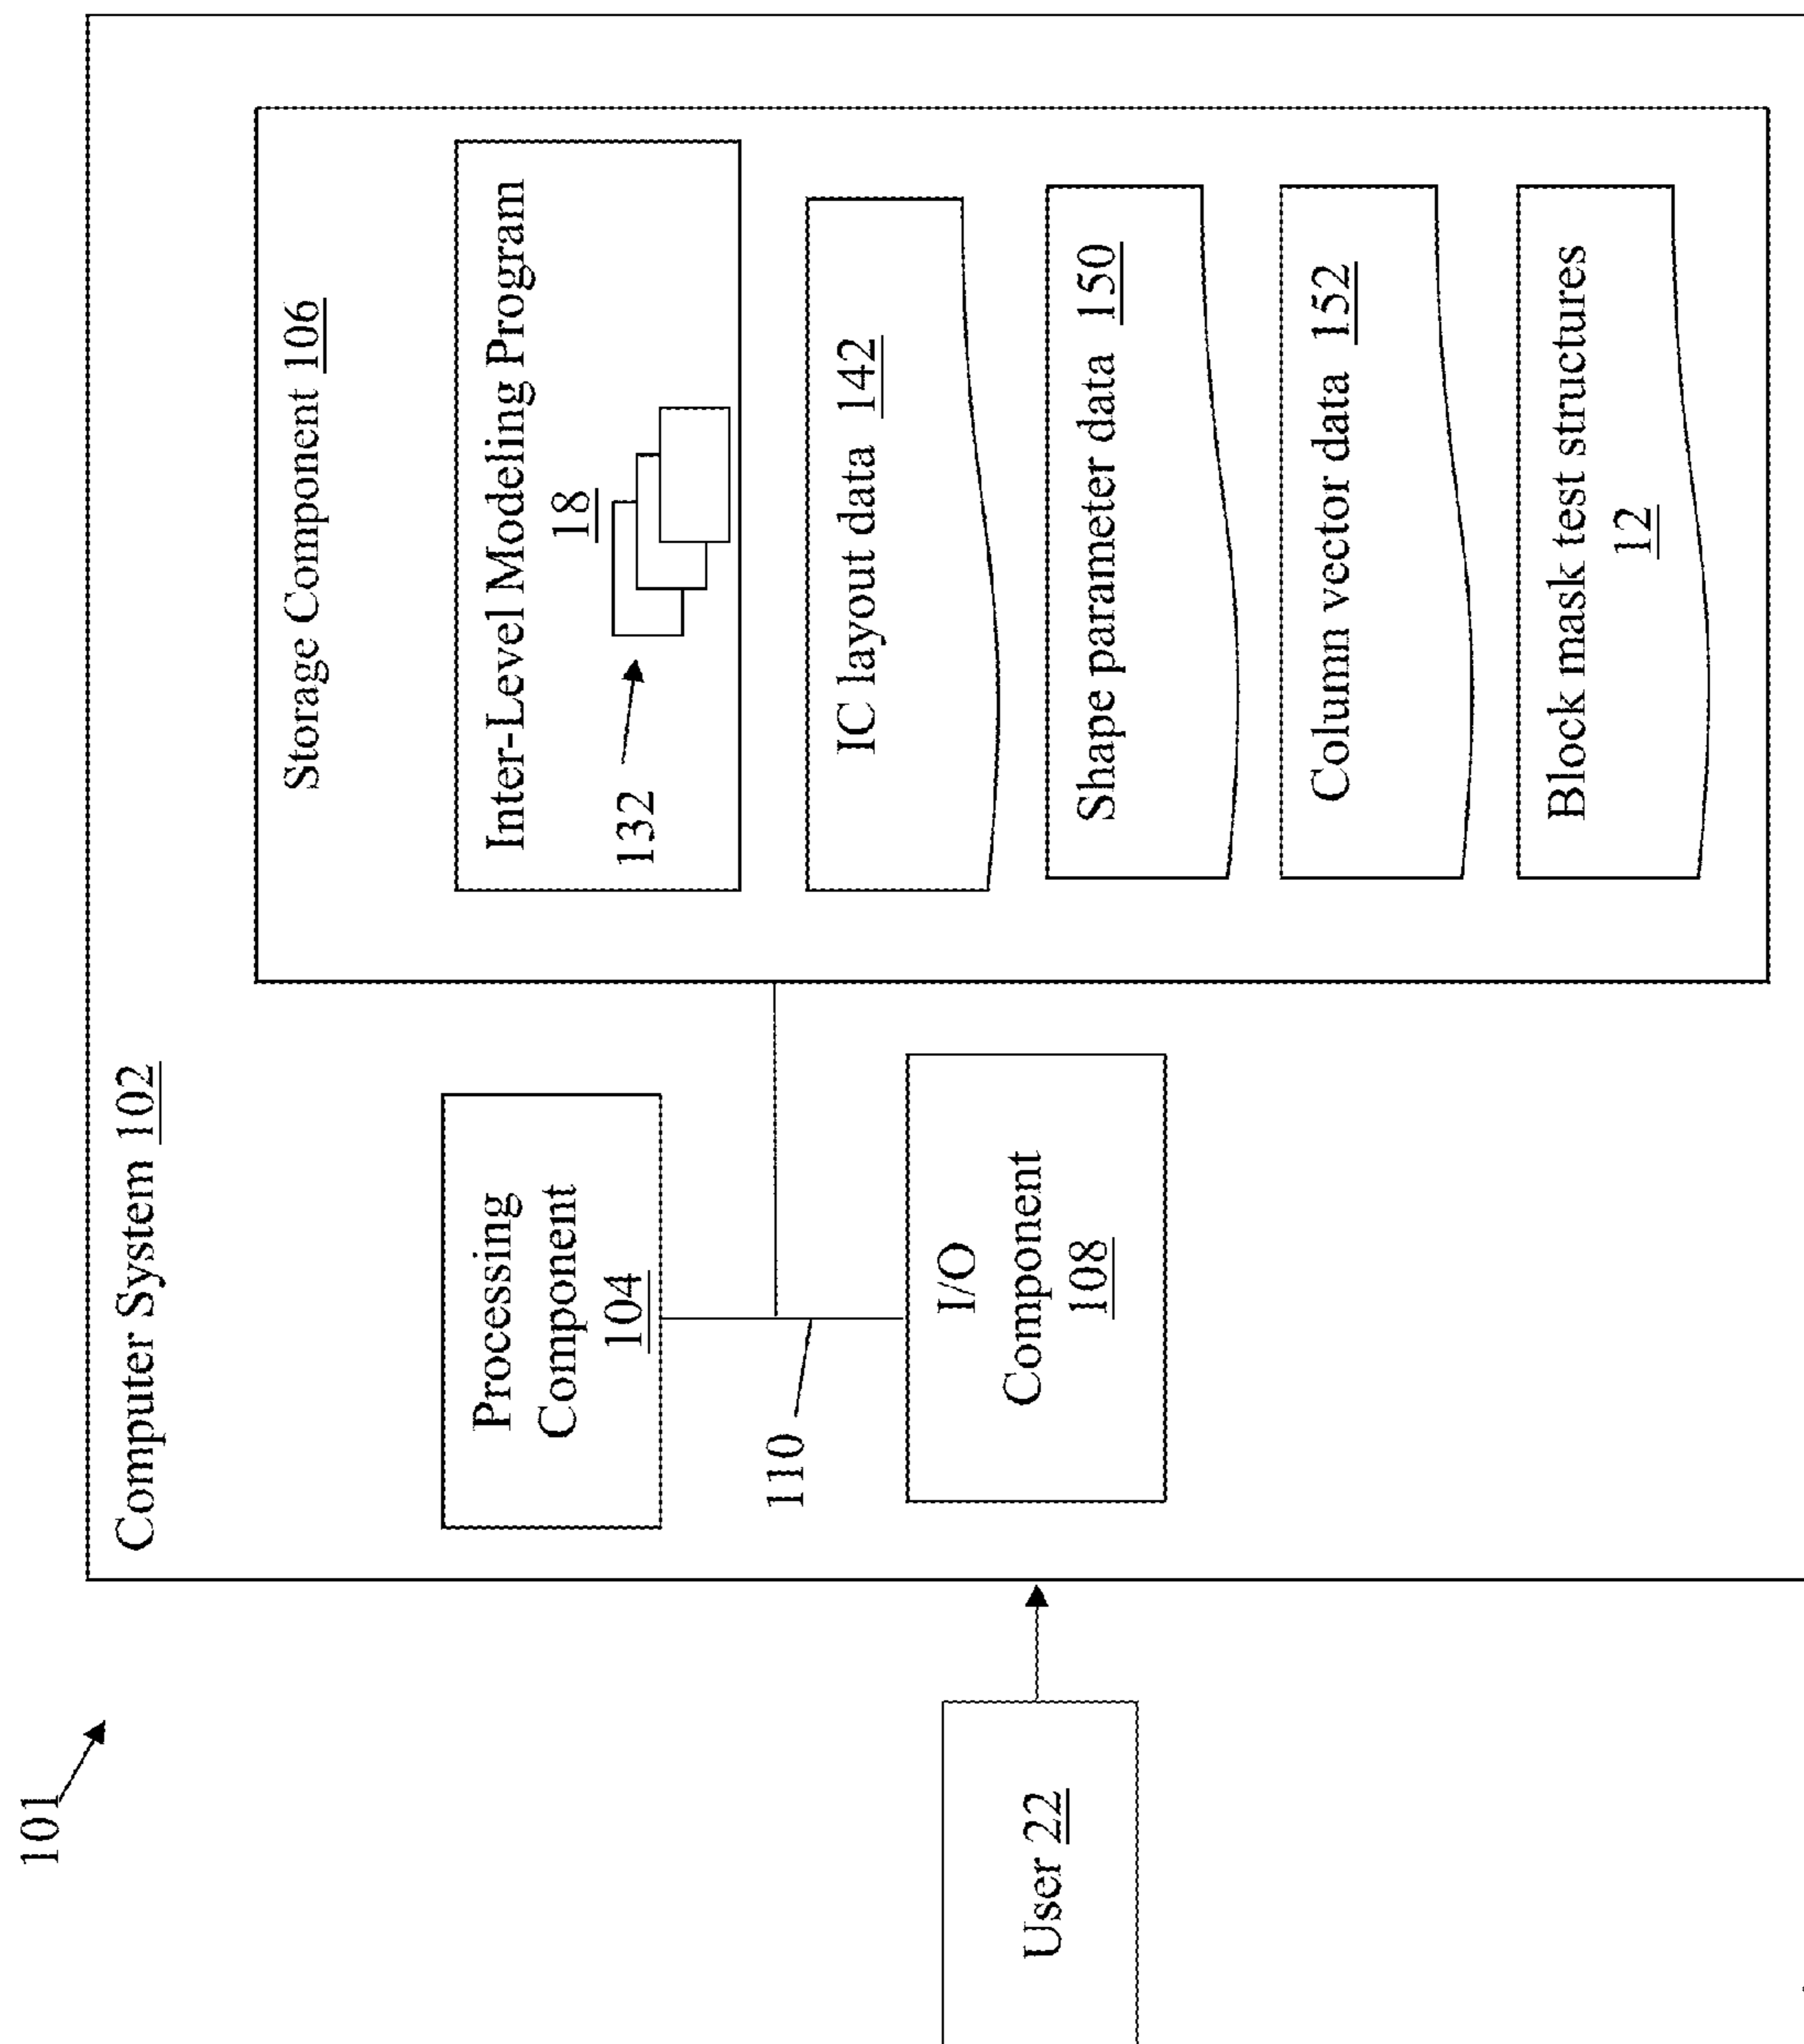 101
Computer System 102
Storage Component 106
Processing
Component
104
110
I/O
Component
108
Inter-Level Modeling Program
18
132
IC layout data 142
Shape parameter data 150
Column vector data 152
Block mask test structures
12
User 22